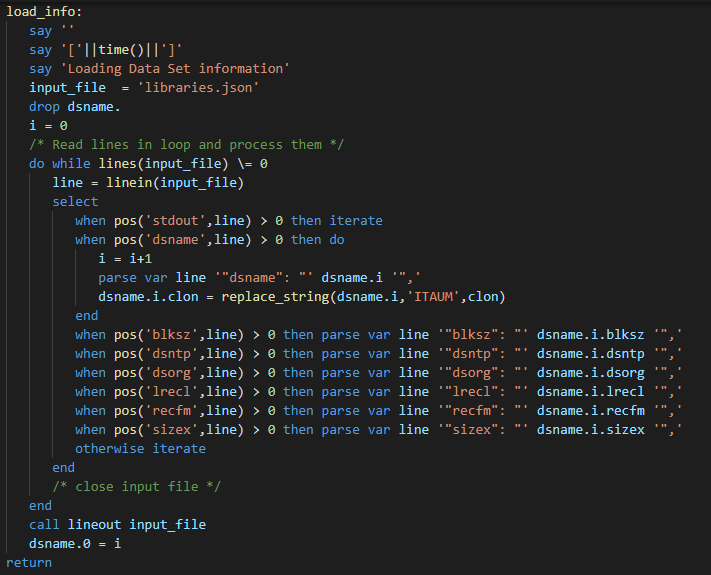 load_info:
   say ''
   say '['||time()||']'
   say 'Loading Data Set information'
   input_file  = 'libraries.json'
   drop dsname.
   i = 0
   /* Read lines in loop and process them */
   do while lines(input_file) \= 0
      line = linein(input_file)
      select
         when pos('stdout',line) > 0 then iterate
         when pos('dsname',line) > 0 then do
            i = i+1
            parse var line '"dsname": "' dsname.i '",'
            dsname.i.clon = replace_string(dsname.i,'ITAUM',clon)
         end
         when pos('blksz',line) > 0 then parse var line '"blksz": "' dsname.i.blksz '",'
         when pos('dsntp',line) > 0 then parse var line '"dsntp": "' dsname.i.dsntp '",'
         when pos('dsorg',line) > 0 then parse var line '"dsorg": "' dsname.i.dsorg '",'
         when pos('lrecl',line) > 0 then parse var line '"lrecl": "' dsname.i.lrecl '",'
         when pos('recfm',line) > 0 then parse var line '"recfm": "' dsname.i.recfm '",'
         when pos('sizex',line) > 0 then parse var line '"sizex": "' dsname.i.sizex '",'
         otherwise iterate
      end
      /* close input file */
   end
   call lineout input_file
   dsname.0 = i
return